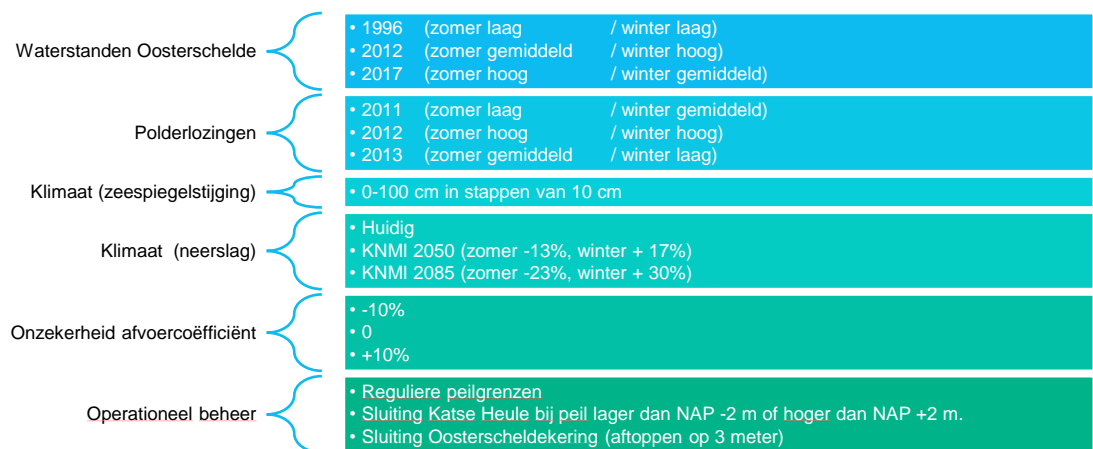 Waterstanden Oosterschelde
• 1996 (zomer laag / winter laag)
• 2012 (zomer gemiddeld / winter hoog)
• 2017 (zomer hoog / winter gemiddeld)
Polderlozingen
• 2011 (zomer laag / winter gemiddeld)
• 2012 (zomer hoog / winter hoog)
• 2013 (zomer gemiddeld / winter laag)
Klimaat (zeespiegelstijging)
• 0-100 cm in stappen van 10 cm
Klimaat (neerslag)
• Huidig
• KNMI 2050 (zomer -13%, winter + 17%)
• KNMI 2085 (zomer -23%, winter + 30%)
Onzekerheid afvoercoëfficiënt
• -10%
• 0
• +10%
Operationeel beheer
• Reguliere peilgrenzen
• Sluiting Katse Heule bij peil lager dan NAP -2 m of hoger dan NAP +2 m.
• Sluiting Oosterscheldekering (aftoppen op 3 meter)